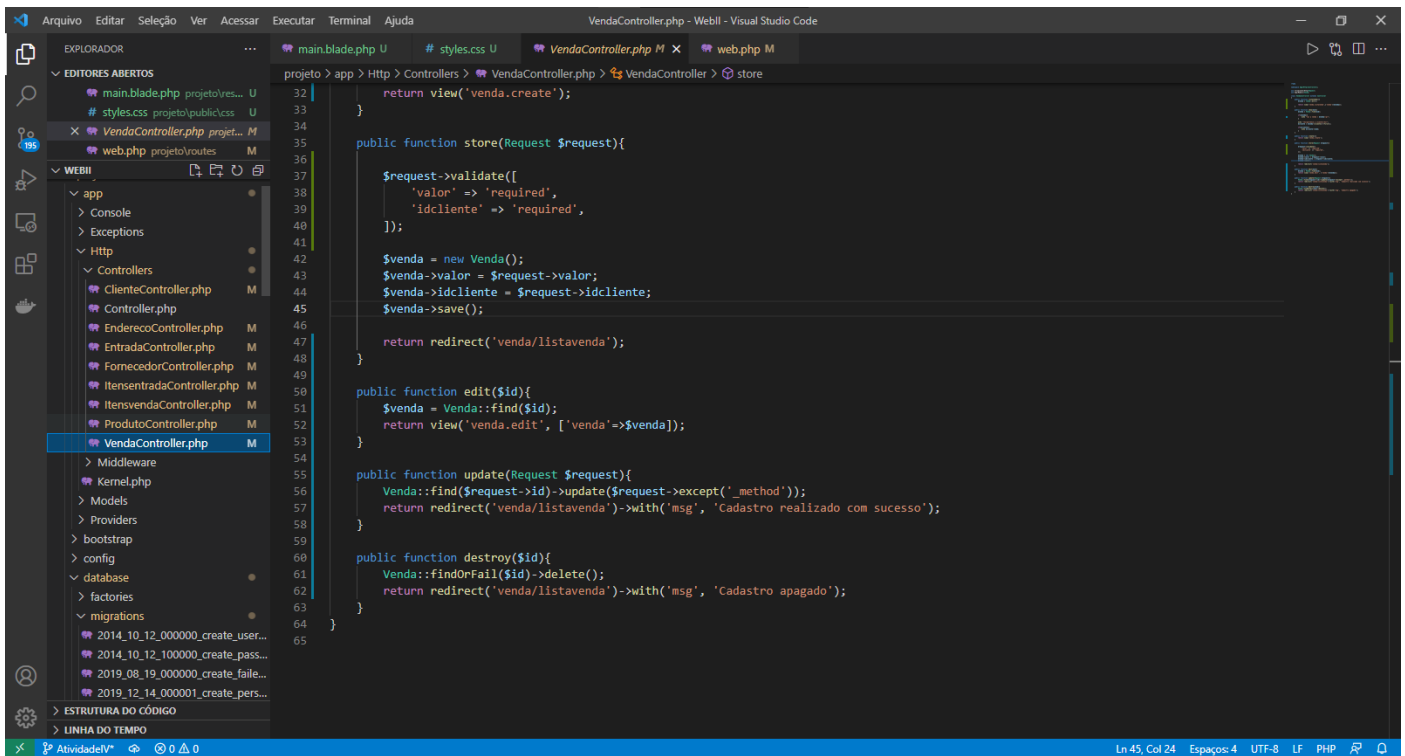 Arquivo Editar Seleção Ver Acessar Executar Terminal Ajuda
VendaController.php - WebII - Visual Studio Code
EXPLORADOR
EDITORES ABERTOS
main.blade.php projeto\res... U
# styles.css projeto\public\css U
VendaController.php projet... M
web.php projeto\routes M
195
WEBII
app
Console
Exceptions
Http
Controllers
ClienteController.php M
Controller.php
EnderecoController.php M
EntradaController.php M
FornecedorController.php M
ItensentradaController.php M
ItensvendaController.php M
ProdutoController.php M
VendaController.php M
Middleware
Kernel.php
Models
Providers
bootstrap
config
database
factories
migrations
2014_10_12_000000_create_user...
2014_10_12_100000_create_pass...
2019_08_19_000000_create_faile...
2019_12_14_000001_create_pers...
ESTRUTURA DO CÓDIGO
LINHA DO TEMPO
main.blade.php U # styles.css U VendaController.php M web.php M
projeto > app > Http > Controllers > VendaController.php > VendaController > store
32 return view('venda.create');
33 }
34
35 public function store(Request $request){
36
37 $request->validate([
38 'valor' => 'required',
39 'idcliente' => 'required',
40 ]);
41
42 $venda = new Venda();
43 $venda->valor = $request->valor;
44 $venda->idcliente = $request->idcliente;
45 $venda->save();
46
47 return redirect('venda/listavenda');
48 }
49
50 public function edit($id){
51 $venda = Venda::find($id);
52 return view('venda.edit', ['venda'=>$venda]);
53 }
54
55 public function update(Request $request){
56 Venda::find($request->id)->update($request->except('_method'));
57 return redirect('venda/listavenda')->with('msg', 'Cadastro realizado com sucesso');
58 }
59
60 public function destroy($id){
61 Venda::findOrFail($id)->delete();
62 return redirect('venda/listavenda')->with('msg', 'Cadastro apagado');
63 }
64 }
65
AtividadeIV* 0 0 Ln 45, Col 24 Espaços: 4 UTF-8 LF PHP